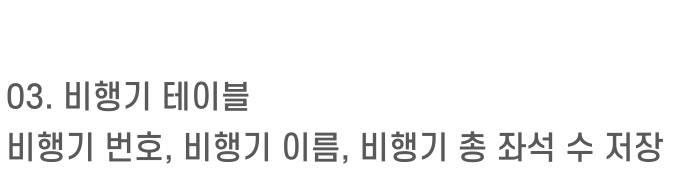 03. 비행기 테이블
비행기 번호, 비행기 이름, 비행기 총 좌석 수 저장